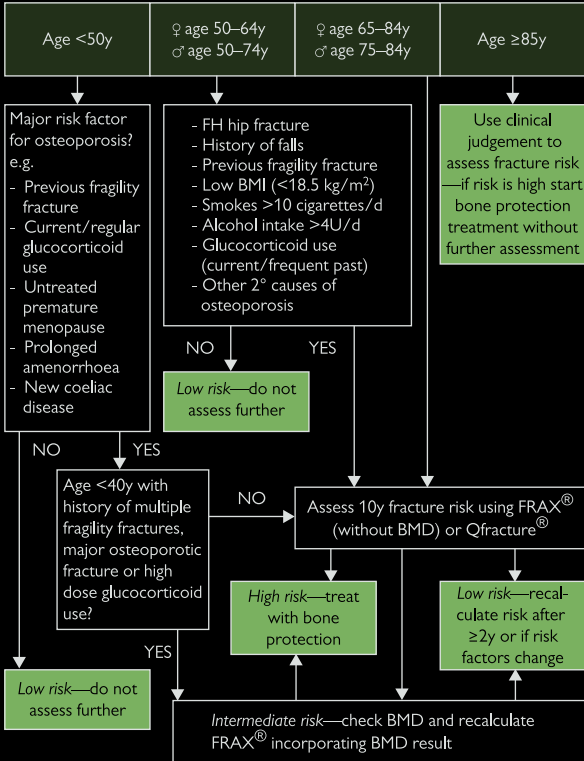 Age <50y
♀ age 50–64y
♂ age 50–74y
♀ age 65–84y
♂ age 75–84y
Age ≥85y
Major risk factor
for osteoporosis?
e.g.
- Previous fragility
fracture
- Current/regular
glucocorticoid
use
- Untreated
premature
menopause
- Prolonged
amenorrhoea
- New coeliac
disease
- FH hip fracture
- History of falls
- Previous fragility fracture
- Low BMI (<18.5 kg/m²)
- Smokes >10 cigarettes/d
- Alcohol intake >4U/d
- Glucocorticoid use
(current/frequent past)
- Other 2° causes of
osteoporosis
Use clinical
judgement to
assess fracture risk
—if risk is high start
bone protection
treatment without
further assessment
NO
YES
Low risk—do not
assess further
NO
YES
Age <40y with
history of multiple
fragility fractures,
major osteoporotic
fracture or high
dose glucocorticoid
use?
NO
Assess 10y fracture risk using FRAX®
(without BMD) or Qfracture®
High risk—treat
with bone
protection
Low risk—recal-
culate risk after
≥2y or if risk
factors change
YES
Low risk—do not
assess further
Intermediate risk—check BMD and recalculate
FRAX® incorporating BMD result